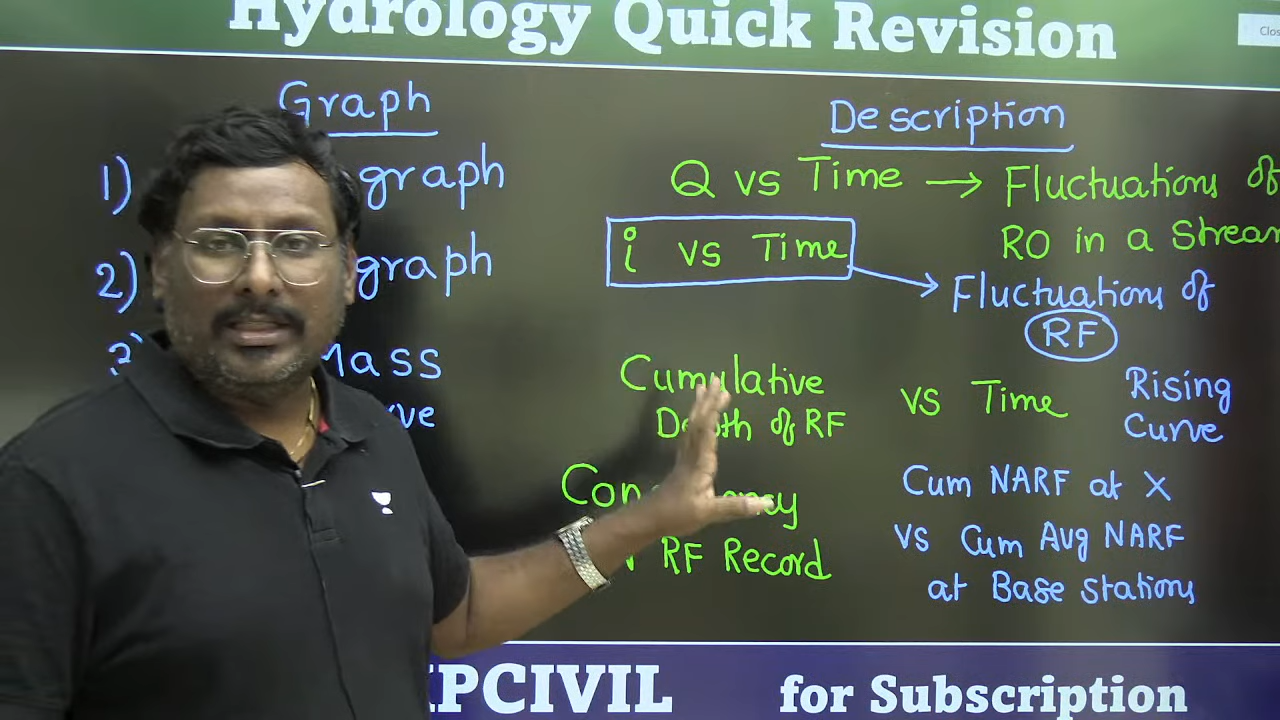 Hydrology Quick Revision
Clos
Graph
Description
1) graph
Q vs Time → Fluctuations of
RO in a Stream
2) graph
i vs Time
Fluctuations of
RF
Mass
Cumulative
Depth of RF
vs Time
Rising
Curve
Cum NARF at X
vs Cum Avg NARF
at Base Stations
RF Record
IPCIVIL for Subscription